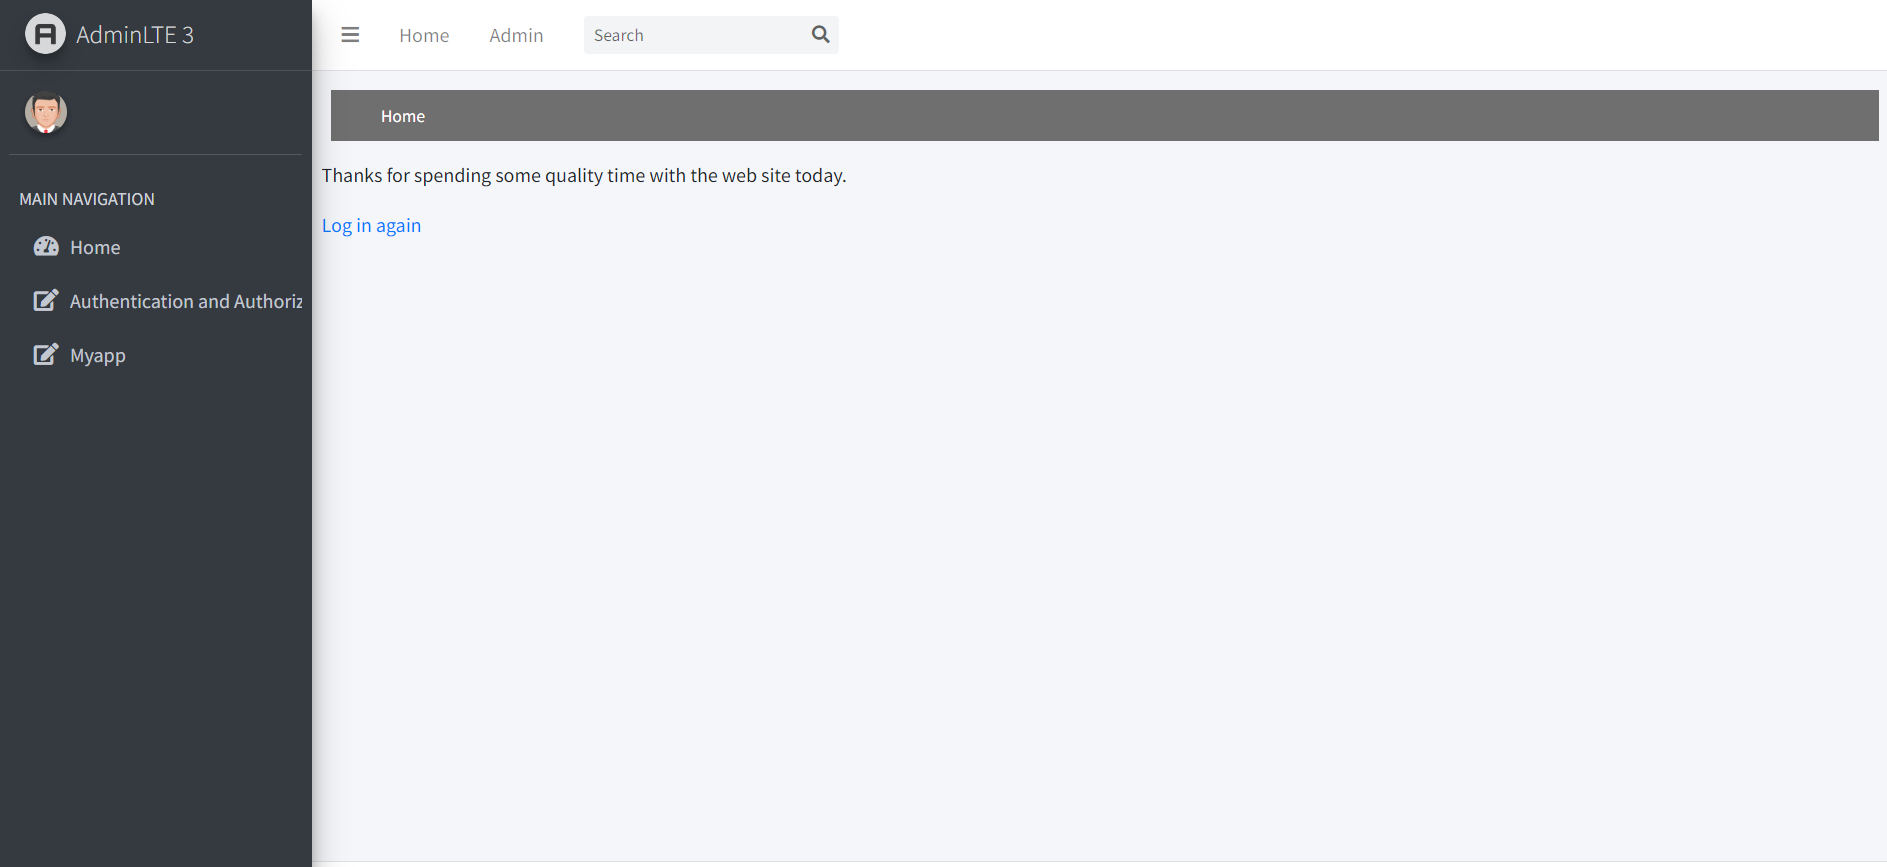 AdminLTE 3
Home Admin Search
Home
Thanks for spending some quality time with the web site today.
Log in again
MAIN NAVIGATION
Home
Authentication and Authoriz
Myapp